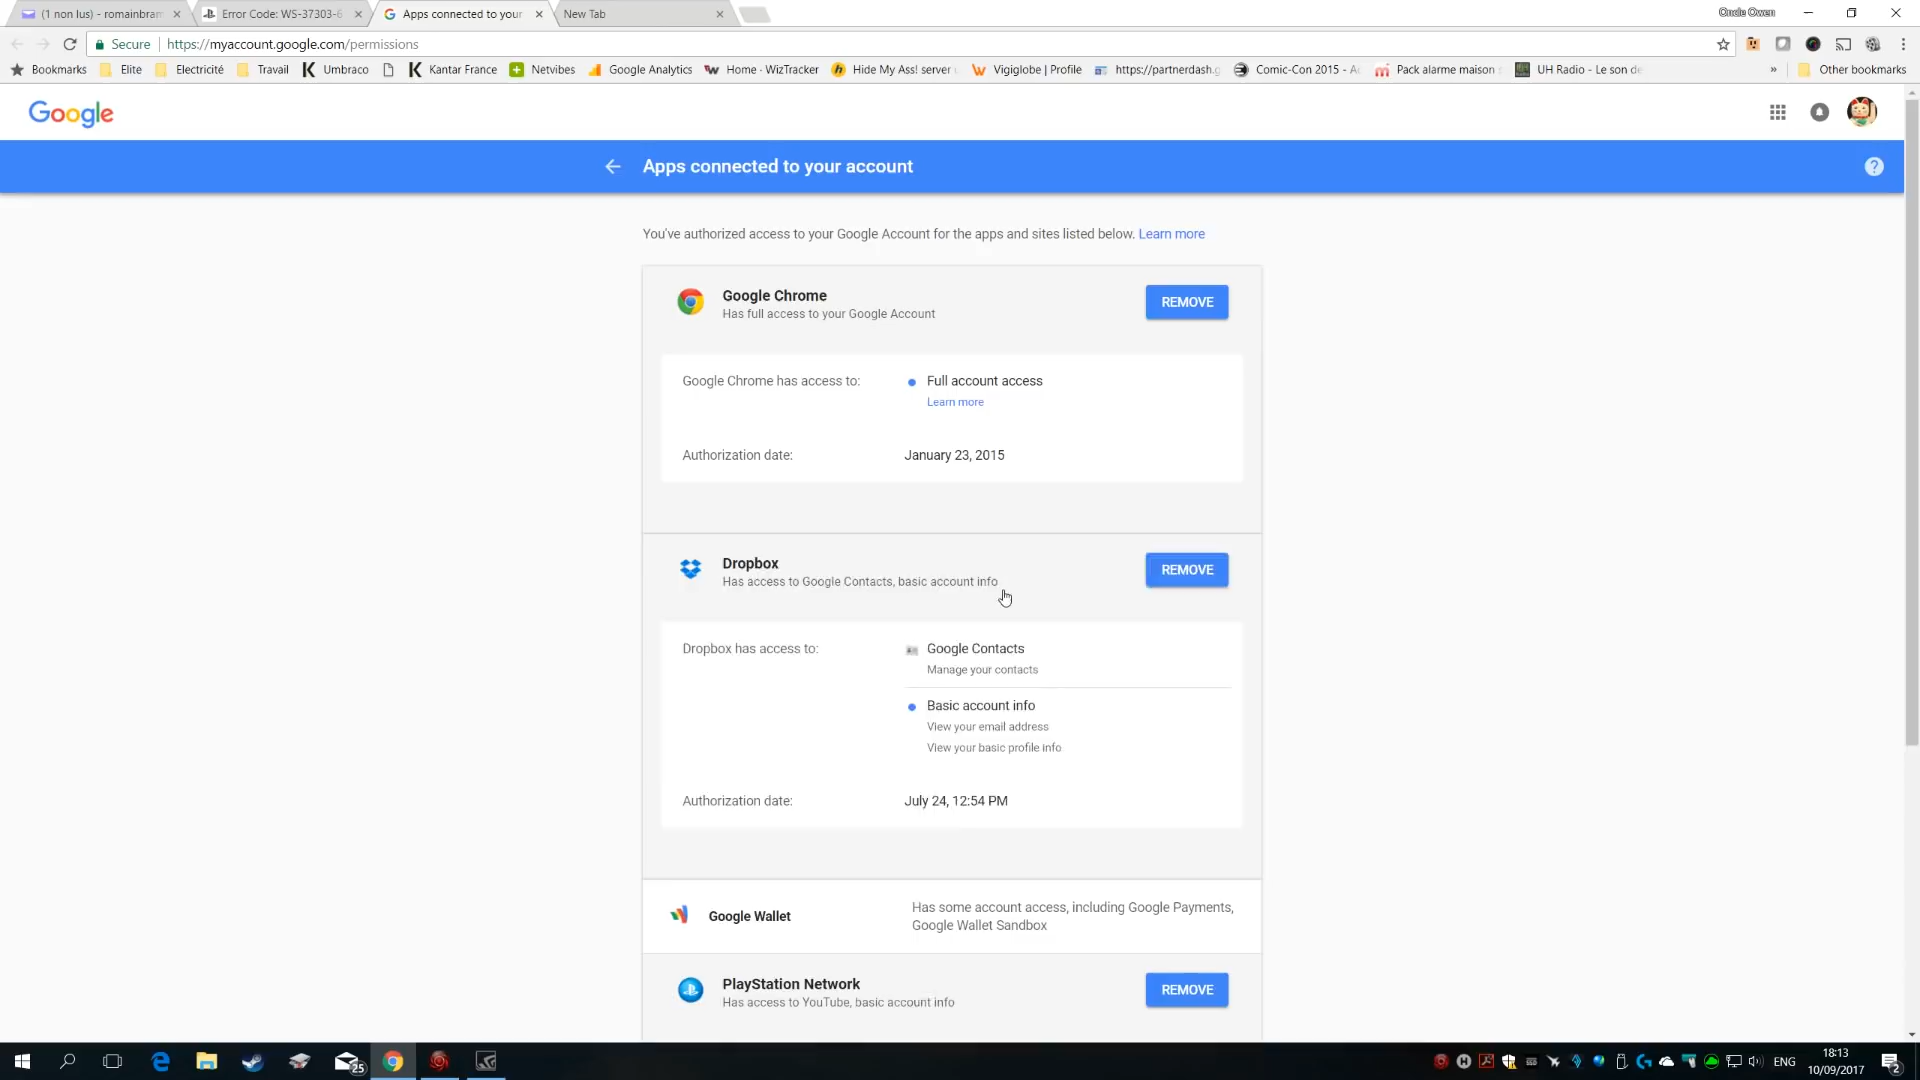 (1 non lus) - romainbram
Error Code: WS-37303-6
Apps connected to your
New Tab
Oncle Owen
Secure
https://myaccount.google.com/permissions
Bookmarks
Elite
Electricité
Travail
Umbraco
Kantar France
Netvibes
Google Analytics
Home · WizTracker
Hide My Ass! server
Vigiglobe | Profile
https://partnerdash.g
Comic-Con 2015 - Ac
Pack alarme maison
UH Radio - Le son de
»
Other bookmarks
Google
Apps connected to your account
You've authorized access to your Google Account for the apps and sites listed below. Learn more
Google Chrome
Has full access to your Google Account
REMOVE
Google Chrome has access to:
Full account access
Learn more
Authorization date:
January 23, 2015
Dropbox
Has access to Google Contacts, basic account info
REMOVE
Dropbox has access to:
Google Contacts
Manage your contacts
Basic account info
View your email address
View your basic profile info
Authorization date:
July 24, 12:54 PM
Google Wallet
Has some account access, including Google Payments,
Google Wallet Sandbox
PlayStation Network
Has access to YouTube, basic account info
REMOVE
25
ENG
18:13
10/09/2017
2